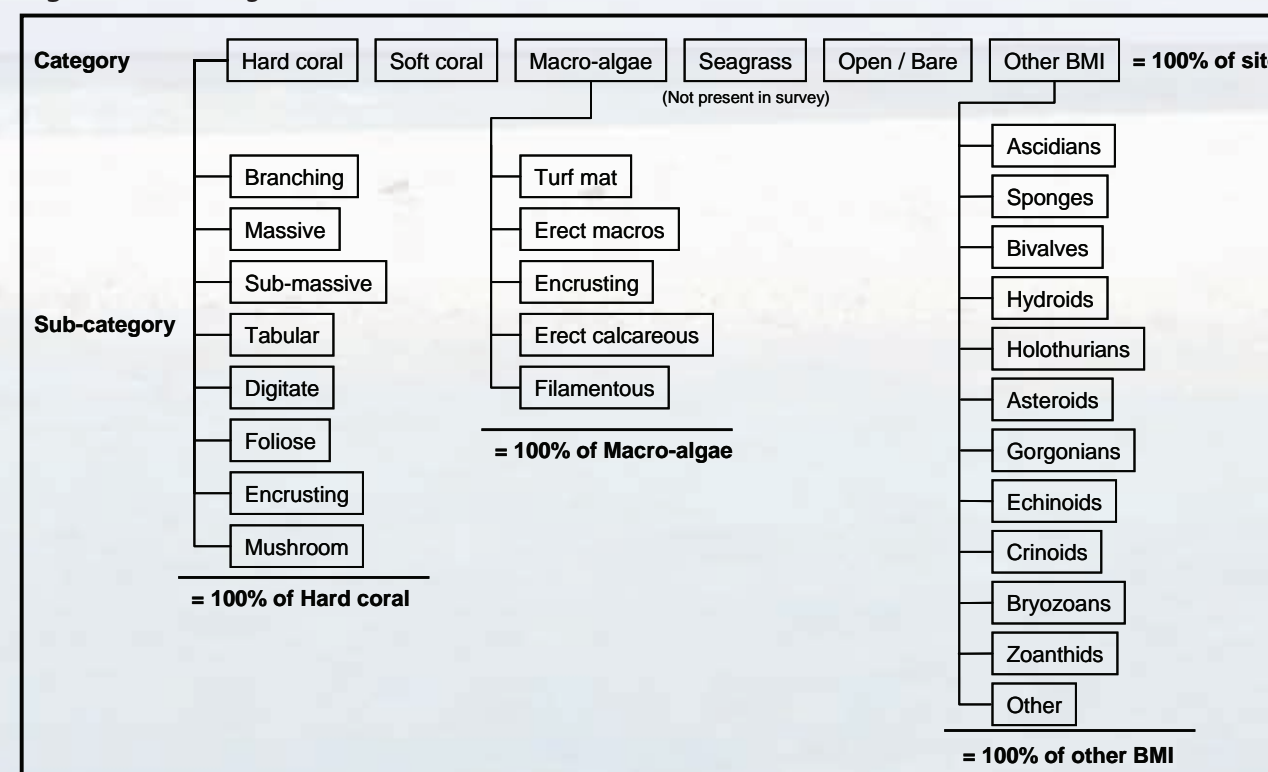 Category
Hard coral
Soft coral
Macro-algae
Seagrass
Open / Bare
Other BMI
= 100% of
(Not present in survey)
Sub-category
Branching
Massive
Sub-massive
Tabular
Digitate
Foliose
Encrusting
Mushroom
= 100% of Hard coral
Turf mat
Erect macros
Encrusting
Erect calcareous
Filamentous
= 100% of Macro-algae
Ascidians
Sponges
Bivalves
Hydroids
Holothurians
Asteroids
Gorgonians
Echinoids
Crinoids
Bryozoans
Zoanthids
Other
= 100% of other BMI